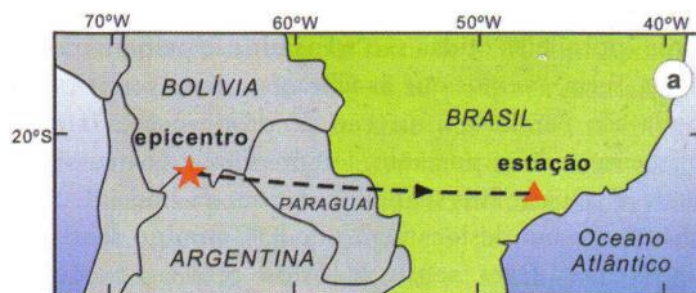 70°W 60°W 50°W 40°W
a
BOLÍVIA
BRASIL
20°S
epicentro
estação
PARAGUAI
ARGENTINA
Oceano
Atlântico